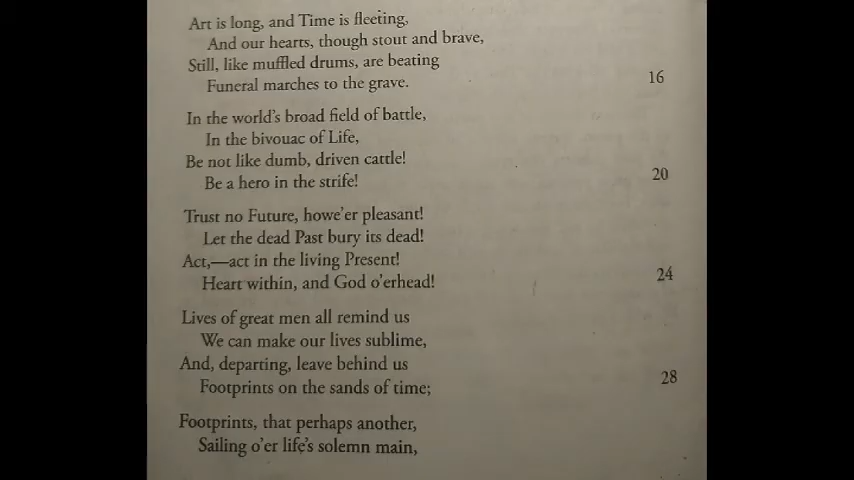 Art is long, and Time is fleeting,
And our hearts, though stout and brave,
Still, like muffled drums, are beating
Funeral marches to the grave. 16
In the world's broad field of battle,
In the bivouac of Life,
Be not like dumb, driven cattle!
Be a hero in the strife! 20
Trust no Future, howe'er pleasant!
Let the dead Past bury its dead!
Act,—act in the living Present!
Heart within, and God o'erhead! 24
Lives of great men all remind us
We can make our lives sublime,
And, departing, leave behind us
Footprints on the sands of time; 28
Footprints, that perhaps another,
Sailing o'er life's solemn main,